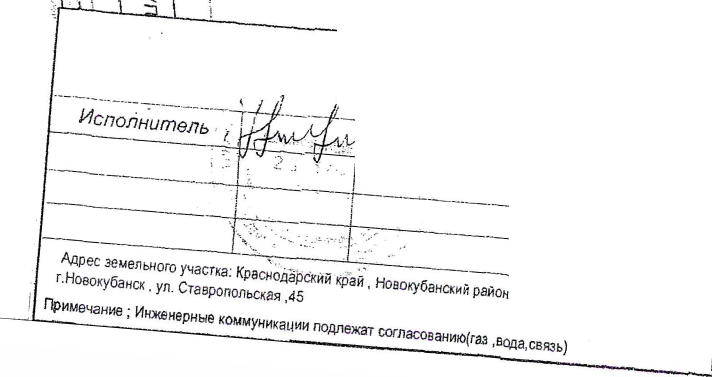 Исполнитель
Адрес земельного участка: Краснодарский край , Новокубанский район
г.Новокубанск , ул. Ставропольская ,45
Примечание ; Инженерные коммуникации подлежат согласованию(газ ,вода,связь)